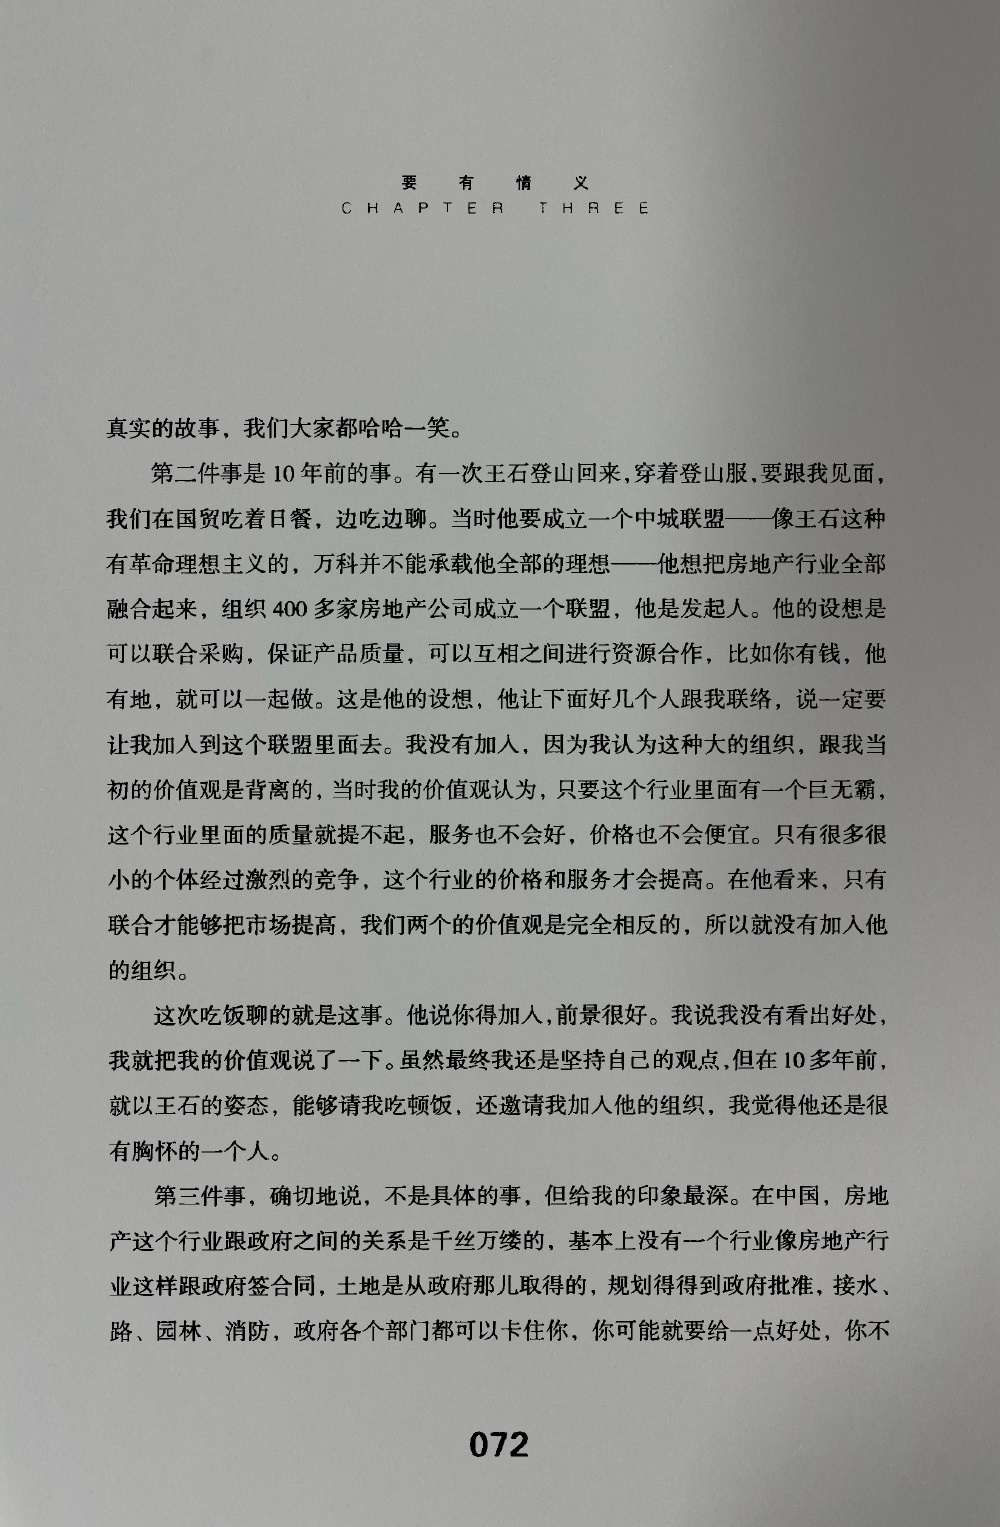 要有情义
CHAPTER THREE
真实的故事，我们大家都哈哈一笑。
第二件事是 10 年前的事。有一次王石登山回来，穿着登山服，要跟我见面，
我们在国贸吃着日餐，边吃边聊。当时他要成立一个中城联盟——像王石这种
有革命理想主义的，万科并不能承载他全部的理想——他想把房地产行业全部
融合起来，组织 400 多家房地产公司成立一个联盟，他是发起人。他的设想是
可以联合采购，保证产品质量，可以互相之间进行资源合作，比如你有钱，他
有地，就可以一起做。这是他的设想，他让下面好几个人跟我联络，说一定要
让我加入到这个联盟里面去。我没有加入，因为我认为这种大的组织，跟我当
初的价值观是背离的，当时我的价值观认为，只要这个行业里面有一个巨无霸，
这个行业里面的质量就提不起，服务也不会好，价格也不会便宜。只有很多很
小的个体经过激烈的竞争，这个行业的价格和服务才会提高。在他看来，只有
联合才能够把市场提高，我们两个的价值观是完全相反的，所以就没有加入他
的组织。
这次吃饭聊的就是这事。他说你得加入，前景很好。我说我没有看出好处，
我就把我的价值观说了一下。虽然最终我还是坚持自己的观点，但在 10 多年前，
就以王石的姿态，能够请我吃顿饭，还邀请我加入他的组织，我觉得他还是很
有胸怀的一个人。
第三件事，确切地说，不是具体的事，但给我的印象最深。在中国，房地
产这个行业跟政府之间的关系是千丝万缕的，基本上没有一个行业像房地产行
业这样跟政府签合同，土地是从政府那儿取得的，规划得得到政府批准，接水、
路、园林、消防，政府各个部门都可以卡住你，你可能就要给一点好处，你不
072